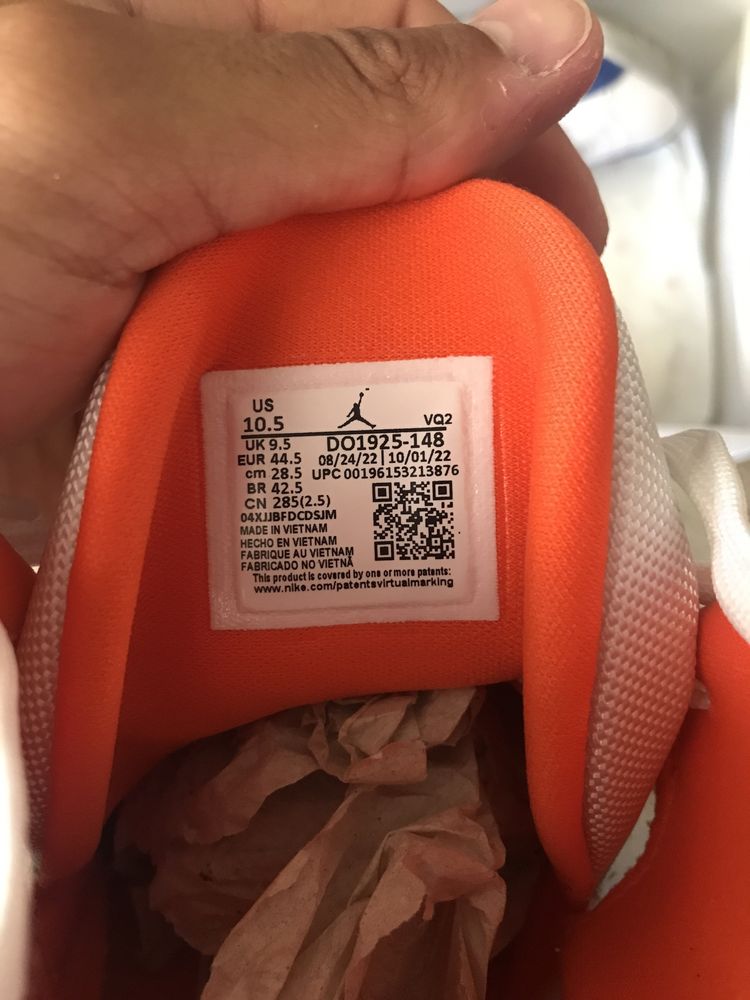 US
10.5
VQ2
UK 9.5 DO1925-148
EUR 44.5 08/24/22 | 10/01/22
cm 28.5 UPC 00196153213876
BR 42.5
CN 285(2.5)
04XJJBFDCDSJM
MADE IN VIETNAM
HECHO EN VIETNAM
FABRIQUE AU VIETNAM
FABRICADO NO VIETNÃ
This product is covered by one or more patents:
www.nike.com/patentsvirtualmarking